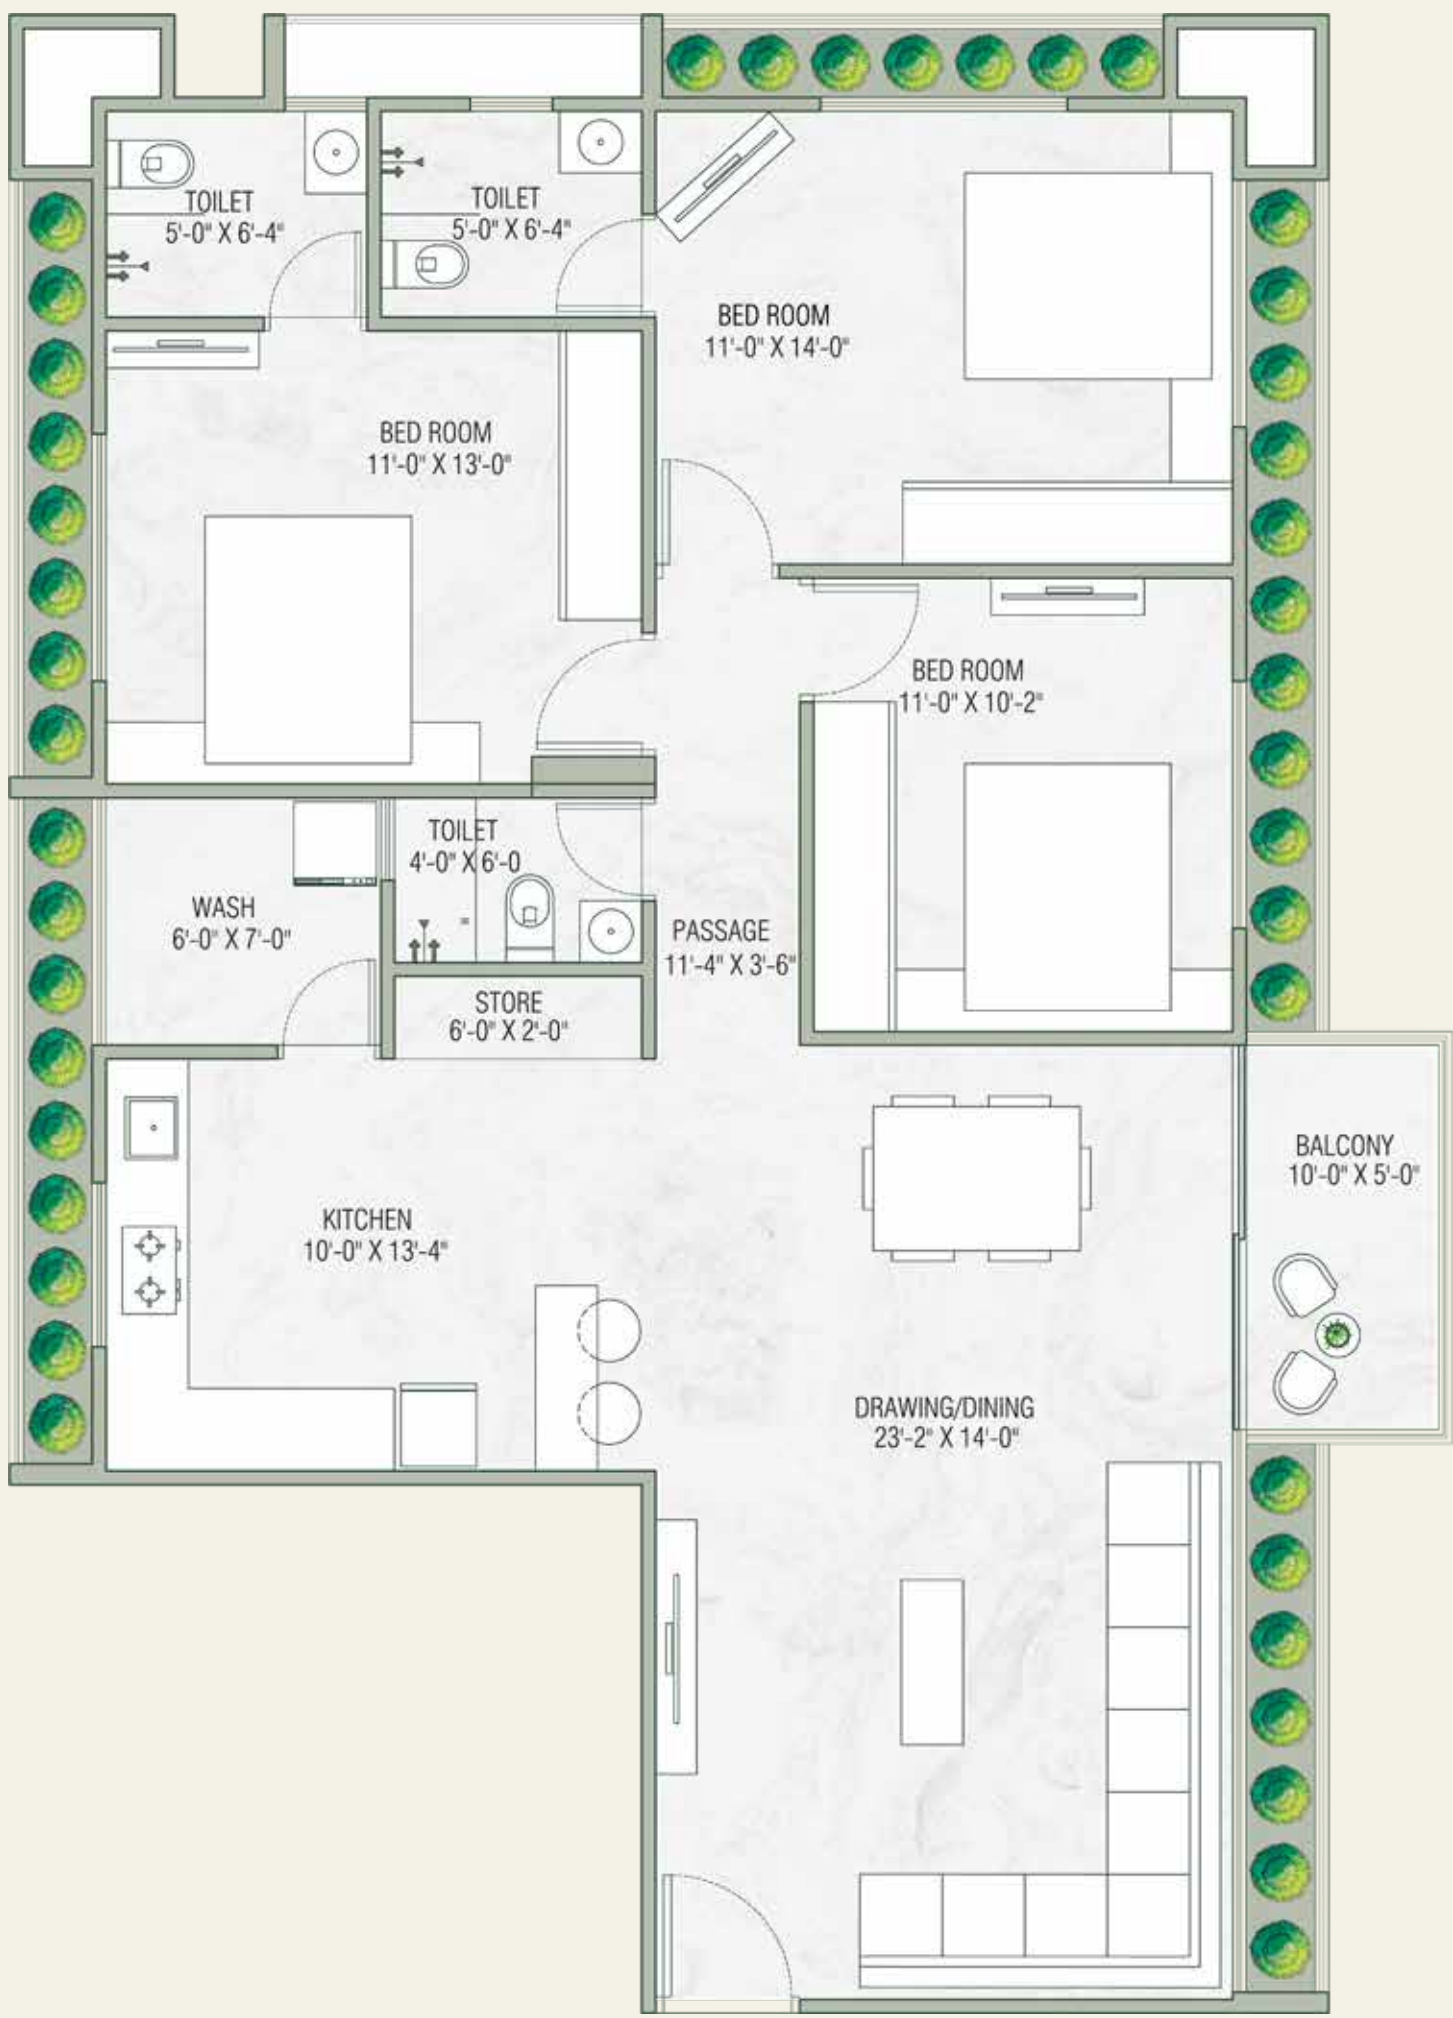 TOILET
5'-0" X 6'-4"
TOILET
5'-0" X 6'-4"
BED ROOM
11'-0" X 14'-0"
BED ROOM
11'-0" X 13'-0"
BED ROOM
11'-0" X 10'-2"
TOILET
4'-0" X 6'-0
WASH
6'-0" X 7'-0"
PASSAGE
11'-4" X 3'-6"
STORE
6'-0" X 2'-0"
BALCONY
10'-0" X 5'-0"
KITCHEN
10'-0" X 13'-4"
DRAWING/DINING
23'-2" X 14'-0"